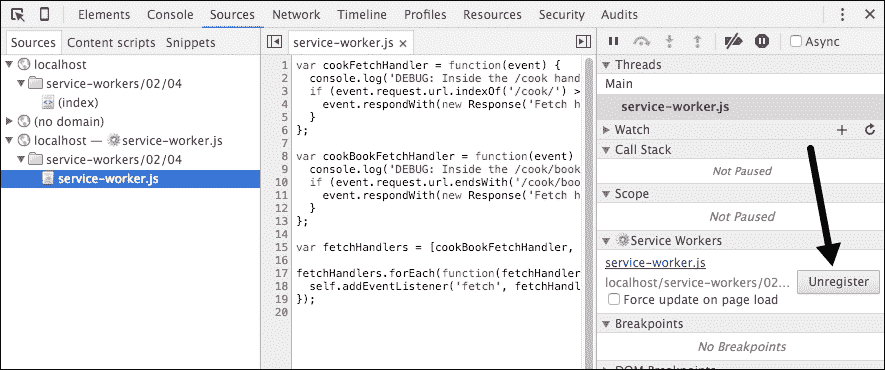 Elements Console Sources Network Timeline Profiles Resources Security Audits
Sources Content scripts Snippets
localhost
service-workers/02/04
(index)
(no domain)
localhost — service-worker.js
service-workers/02/04
service-worker.js
service-worker.js ×
1 var cookFetchHandler = function(event) {
2 console.log('DEBUG: Inside the /cook hand
3 if (event.request.url.indexOf('/cook/') >
4 event.respondWith(new Response('Fetch h
5 }
6 };
7
8 var cookBookFetchHandler = function(event)
9 console.log('DEBUG: Inside the /cook/book
10 if (event.request.url.endsWith('/cook/boo
11 event.respondWith(new Response('Fetch h
12 }
13 };
14
15 var fetchHandlers = [cookBookFetchHandler,
16
17 fetchHandlers.forEach(function(fetchHandler
18 self.addEventListener('fetch', fetchHandl
19 });
20
Async
Threads
Main
service-worker.js
Watch
Call Stack
Not Paused
Scope
Not Paused
Service Workers
service-worker.js
localhost/service-workers/02... Unregister
Force update on page load
Breakpoints
No Breakpoints
DOM Breakpoints